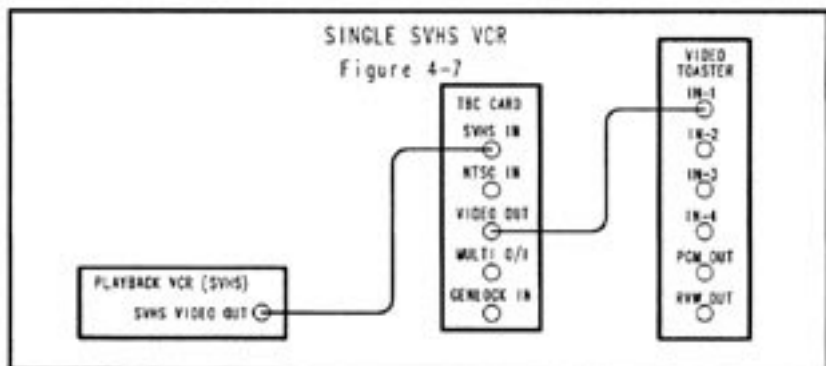 SINGLE SVHS VCR
Figure 4-7
PLAYBACK VCR (SVHS)
SVHS VIDEO OUT
TBC CARD
SVHS IN
NTSC IN
VIDEO OUT
MULTI O/I
GENLOCK IN
VIDEO
TOASTER
IN-1
IN-2
IN-3
IN-4
PGM OUT
RVW OUT